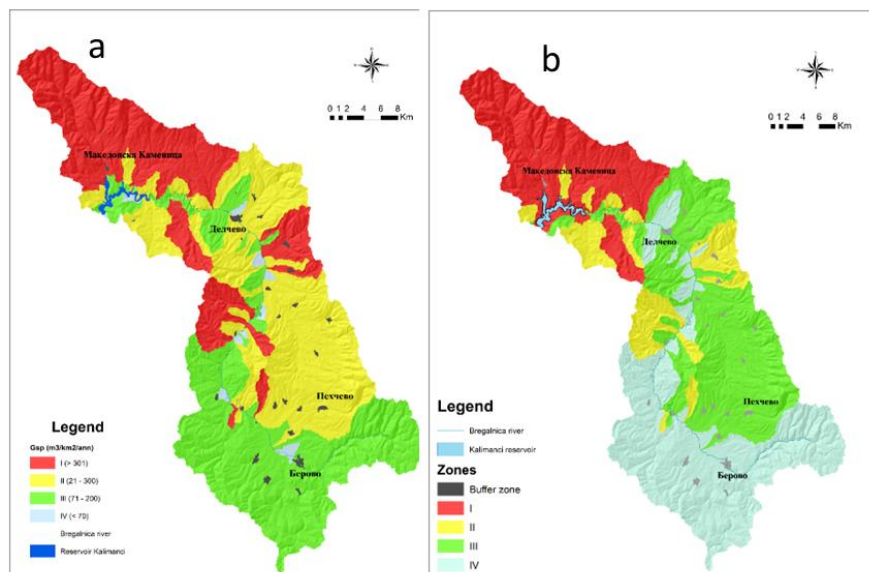 a
0 1 2 4 6 8
Km
Македонска Каменица
Делчево
Пехчево
Берово
Legend
Gsp (m3/km2/ann)
I (> 301)
II (21 - 300)
III (71 - 200)
IV (< 70)
Bregalnica river
Reservoir Kalimanci
b
0 1 2 4 6 8
Km
Македонска Каменица
Делчево
Пехчево
Берово
Legend
Bregalnica river
Kalimanci reservoir
Zones
Buffer zone
I
II
III
IV